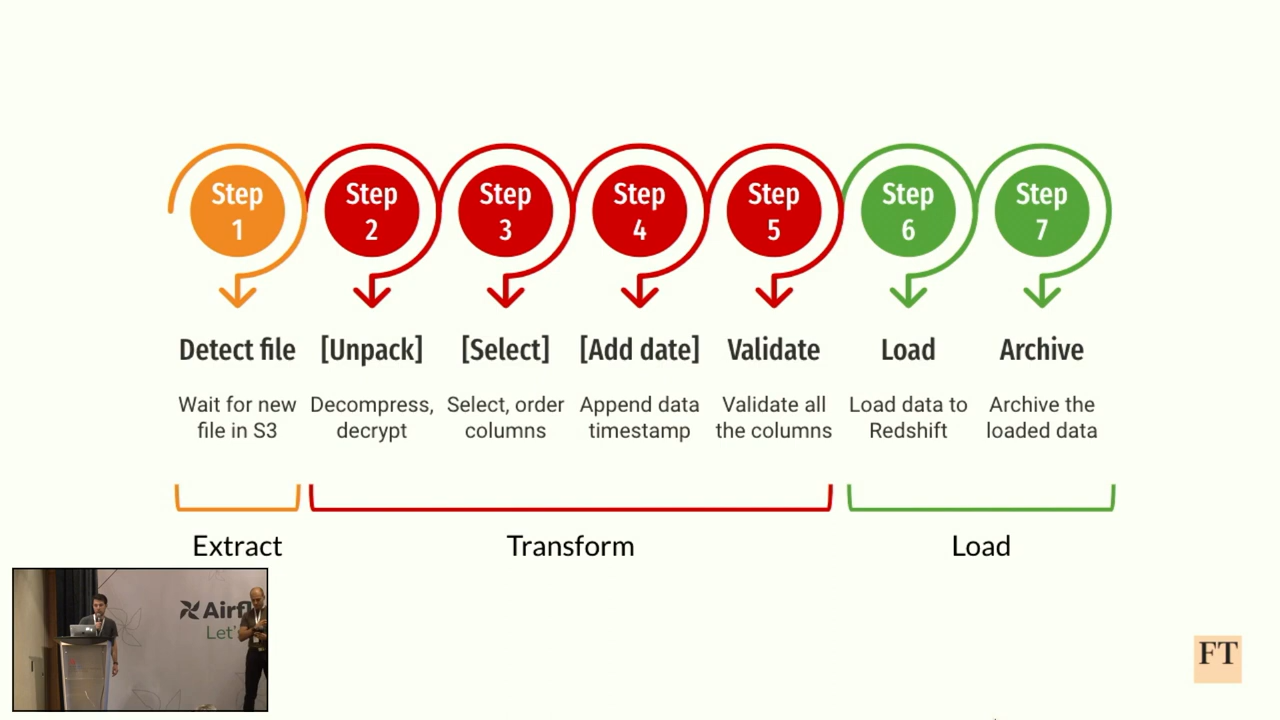 Step
1
Step
2
Step
3
Step
4
Step
5
Step
6
Step
7
Detect file
[Unpack]
[Select]
[Add date]
Validate
Load
Archive
Wait for new
file in S3
Decompress,
decrypt
Select, order
columns
Append data
timestamp
Validate all
the columns
Load data to
Redshift
Archive the
loaded data
Extract
Transform
Load
Airfl
Let'
FT